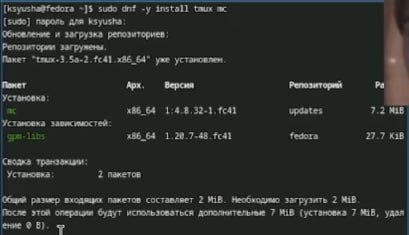 [ksyusha@fedora ~]$ sudo dnf -y install tmux mc
[sudo] пароль для ksyusha:
Обновление и загрузка репозиториев:
Репозитории загружены.
Пакет "tmux-3.5a-2.fc41.x86_64" уже установлен.
Пакет Арх. Версия Репозиторий Ра
Установка:
mc x86_64 1:4.8.32-1.fc41 updates 7.2 MiB
Установка зависимостей:
gpm-libs x86_64 1.20.7-48.fc41 fedora 27.7 KiB
Сводка транзакции:
Установка: 2 пакетов
Общий размер входящих пакетов составляет 2 MiB. Необходимо загрузить 2 MiB.
После этой операции будут использоваться дополнительные 7 MiB (установка 7 MiB, удал
ение 0 B).